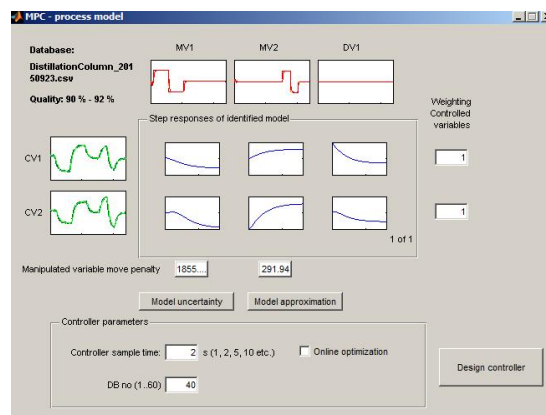 MPC - process model
Database:
MV1 MV2 DV1
DistillationColumn_201
50923.csv
Quality: 90 % - 92 %
Weighting
Controlled
variables
Step responses of identified model
CV1
1
CV2
1
1 of 1
Manipulated variable move penalty 1855.... 291.94
Model uncertainty Model approximation
Controller parameters
Controller sample time: 2 s (1, 2, 5, 10 etc.) Online optimization
Design controller
DB no (1..60) 40